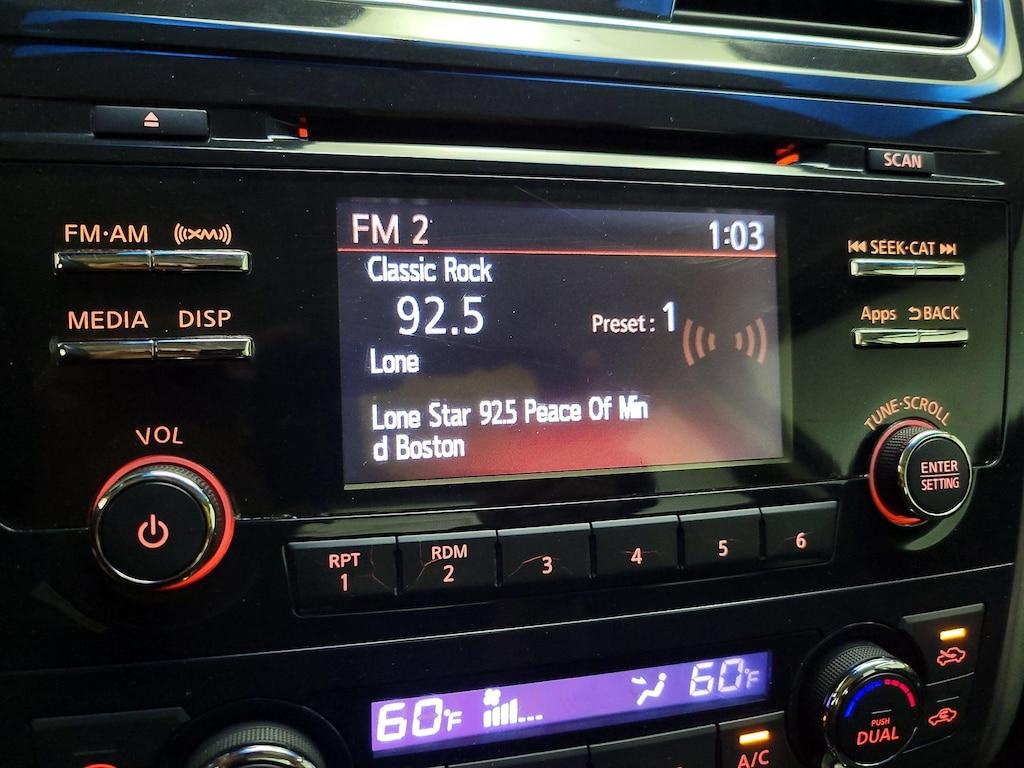 SCAN
FM·AM
((XM))
SEEK·CAT
MEDIA
DISP
Apps
BACK
FM 2
1:03
Classic Rock
92.5
Preset : 1
Lone
Lone Star 92.5 Peace Of Min
d Boston
VOL
TUNE·SCROLL
ENTER
SETTING
RPT
1
RDM
2
3
4
5
6
60°F
60°F
PUSH
DUAL
A/C